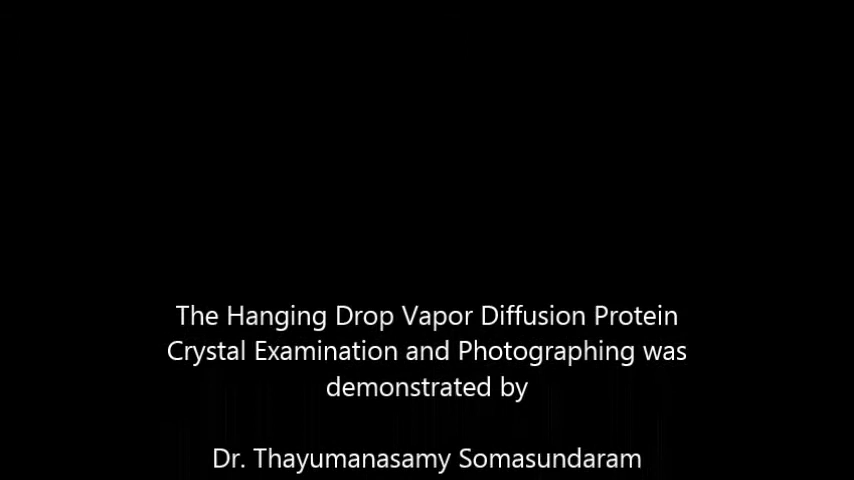 The Hanging Drop Vapor Diffusion Protein
Crystal Examination and Photographing was
demonstrated by
Dr. Thayumanasamy Somasundaram